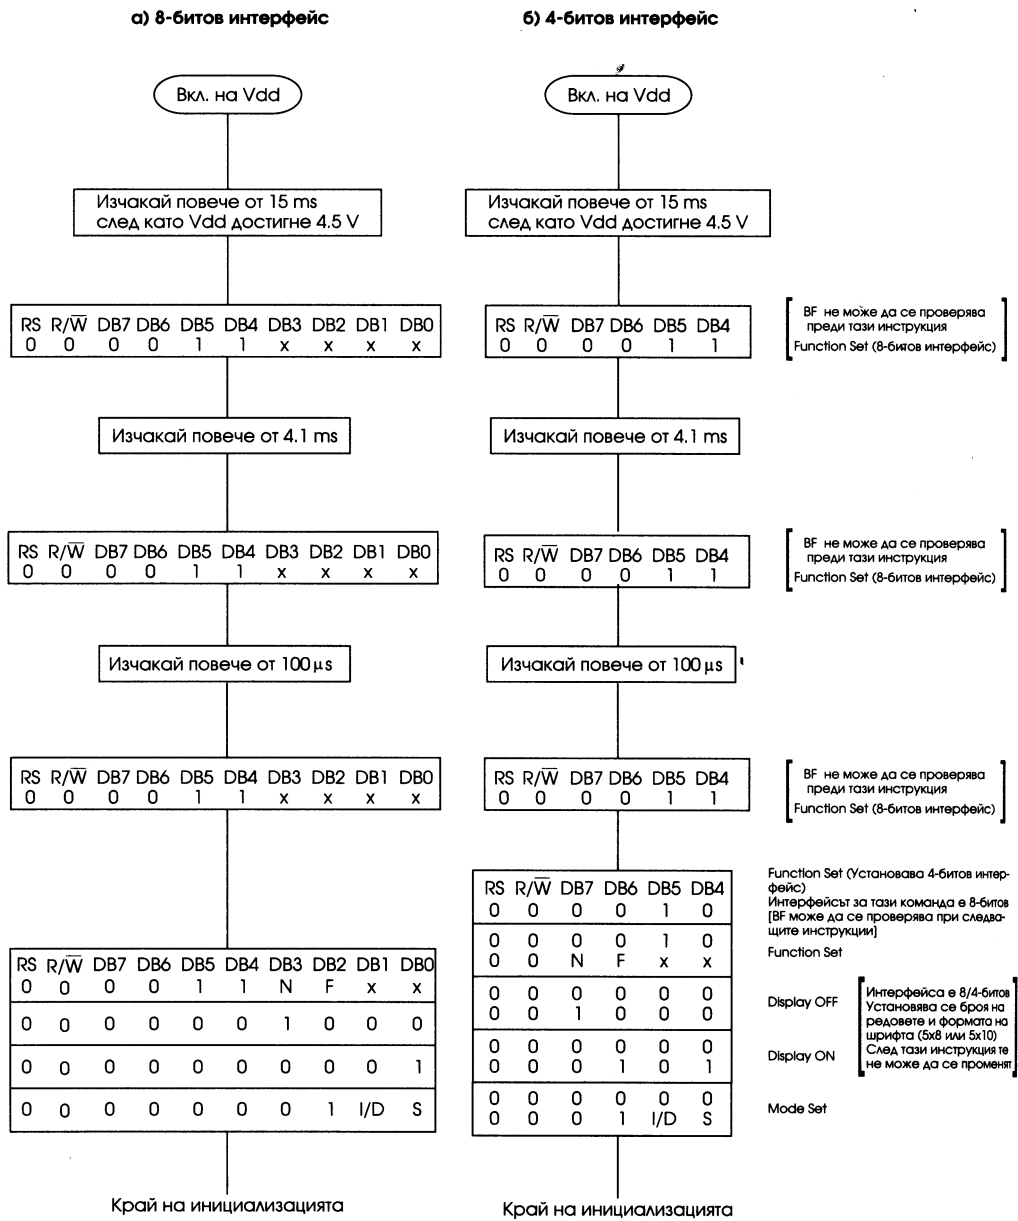 а) 8-битов интерфейс
Вкл. на Vdd
Изчакай повече от 15 ms
след като Vdd достигне 4.5 V
RS R/W̅ DB7 DB6 DB5 DB4 DB3 DB2 DB1 DB0
0 0 0 0 1 1 x x x x
Изчакай повече от 4.1 ms
RS R/W̅ DB7 DB6 DB5 DB4 DB3 DB2 DB1 DB0
0 0 0 0 1 1 x x x x
Изчакай повече от 100 μs
RS R/W̅ DB7 DB6 DB5 DB4 DB3 DB2 DB1 DB0
0 0 0 0 1 1 x x x x
RS R/W̅ DB7 DB6 DB5 DB4 DB3 DB2 DB1 DB0
0 0 0 0 1 1 N F x x
0 0 0 0 0 0 1 0 0 0
0 0 0 0 0 0 0 0 0 1
0 0 0 0 0 0 0 1 I/D S
Край на инициализацията
б) 4-битов интерфейс
Вкл. на Vdd
Изчакай повече от 15 ms
след като Vdd достигне 4.5 V
RS R/W̅ DB7 DB6 DB5 DB4
0 0 0 0 1 1
BF не може да се проверява
преди тази инструкция
Function Set (8-битов интерфейс)
Изчакай повече от 4.1 ms
RS R/W̅ DB7 DB6 DB5 DB4
0 0 0 0 1 1
BF не може да се проверява
преди тази инструкция
Function Set (8-битов интерфейс)
Изчакай повече от 100 μs
RS R/W̅ DB7 DB6 DB5 DB4
0 0 0 0 1 1
BF не може да се проверява
преди тази инструкция
Function Set (8-битов интерфейс)
RS R/W̅ DB7 DB6 DB5 DB4
0 0 0 0 1 0
0 0 0 0 1 0
0 0 N F x x
0 0 0 0 0 0
0 0 1 0 0 0
0 0 0 0 0 0
0 0 0 1 0 1
0 0 0 0 0 0
0 0 0 1 I/D S
Function Set (Установава 4-битов интер-
фейс)
Интерфейсът за тази команда е 8-битов
[BF може да се проверява при следва-
щите инструкции]
Function Set
Display OFF
Display ON
Mode Set
Интерфейса е 8/4-битов
Установява се броя на
редовете и формата на
шрифта (5x8 или 5x10)
След тази инструкция те
не може да се променят
Край на инициализацията